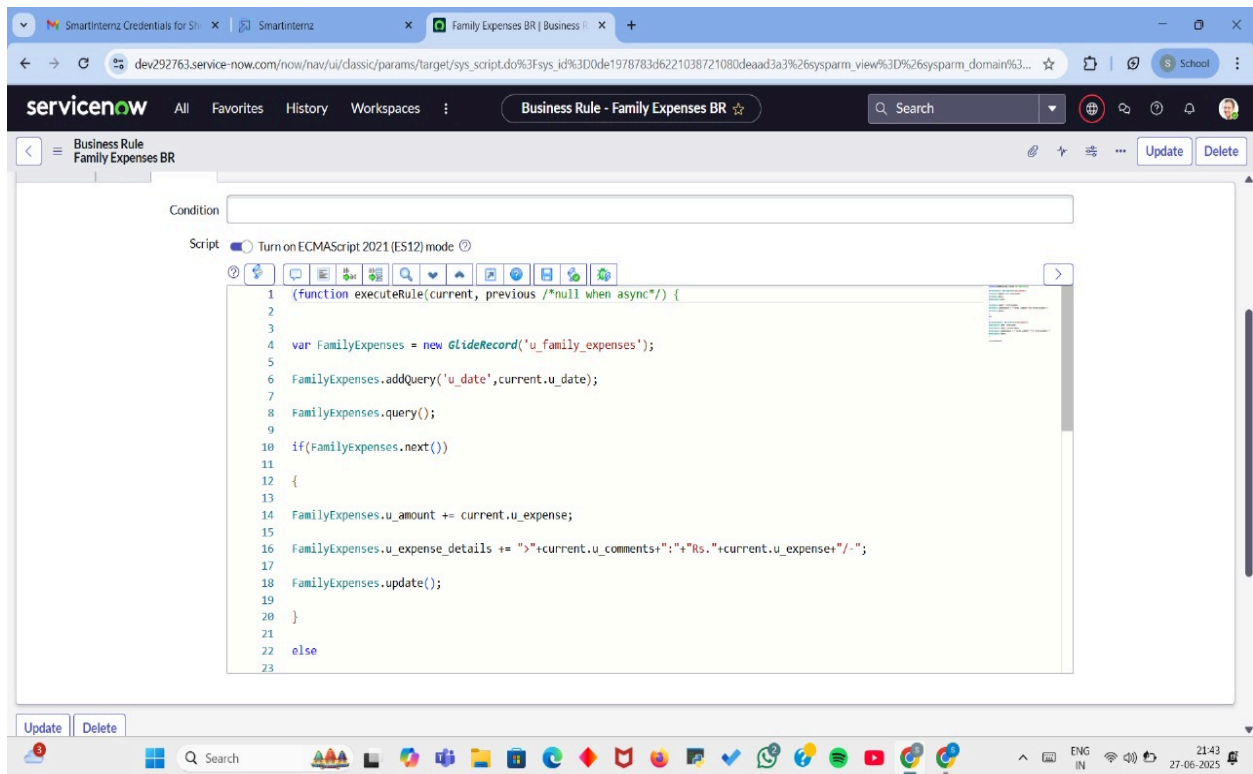 SmartInternz Credentials for Sh
Smartinternz
Family Expenses BR | Business R
dev292763.service-now.com/now/nav/ui/classic/params/target/sys_script.do%3Fsys_id%3D0de1978783d6221038721080deaad3a3%26sysparm_view%3D%26sysparm_domain%3...
School
servicenow All Favorites History Workspaces Business Rule - Family Expenses BR Search
Business Rule
Family Expenses BR
Update Delete
Condition
Script Turn on ECMAScript 2021 (ES12) mode
1 (function executeRule(current, previous /*null when async*/) {
2
3
4 var FamilyExpenses = new GlideRecord('u_family_expenses');
5
6 FamilyExpenses.addQuery('u_date',current.u_date);
7
8 FamilyExpenses.query();
9
10 if(FamilyExpenses.next())
11
12 {
13
14 FamilyExpenses.u_amount += current.u_expense;
15
16 FamilyExpenses.u_expense_details += ">"+current.u_comments+":"+"Rs."+current.u_expense+"/-";
17
18 FamilyExpenses.update();
19
20 }
21
22 else
23
Update Delete
3
Search
2
ENG
IN
21:43
27-06-2025